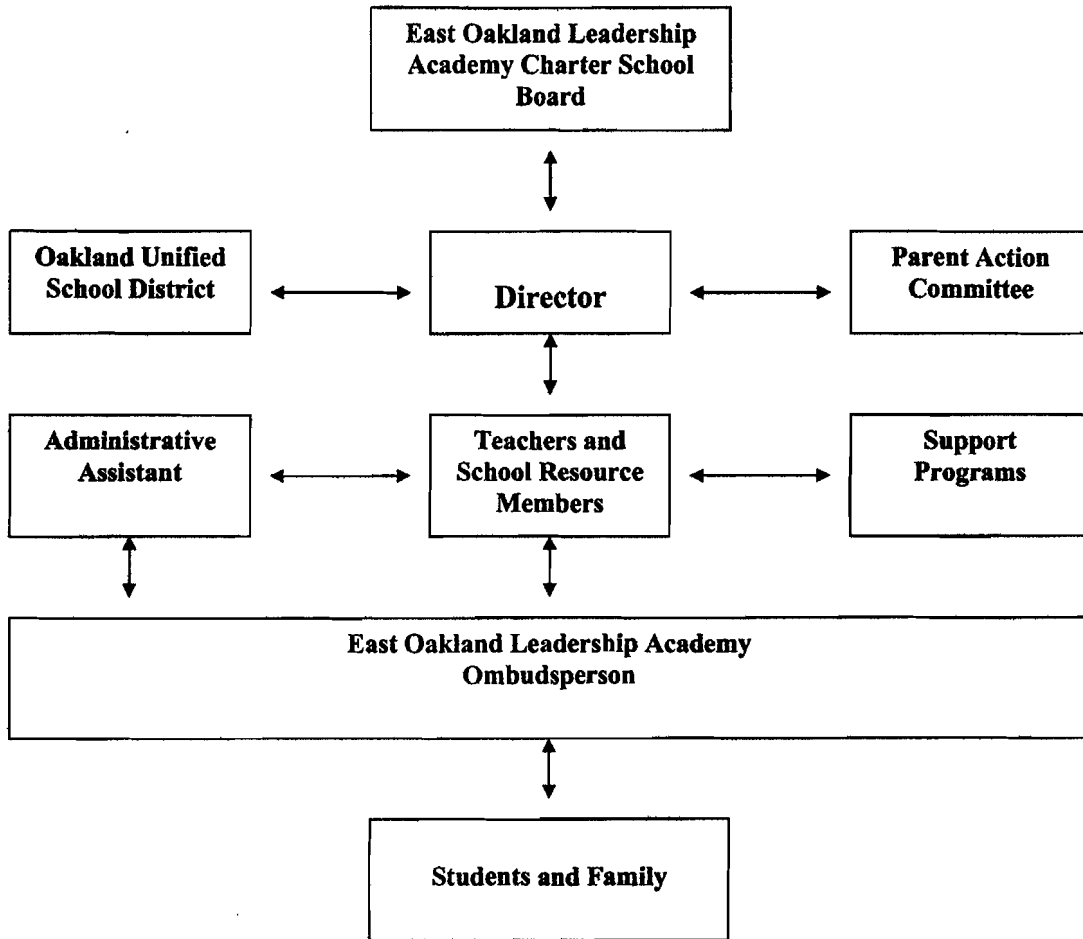 East Oakland Leadership
Academy Charter School
Board
Oakland Unified
School District
Director
Parent Action
Committee
Administrative
Assistant
Teachers and
School Resource
Members
Support
Programs
East Oakland Leadership Academy
Ombudsperson
Students and Family